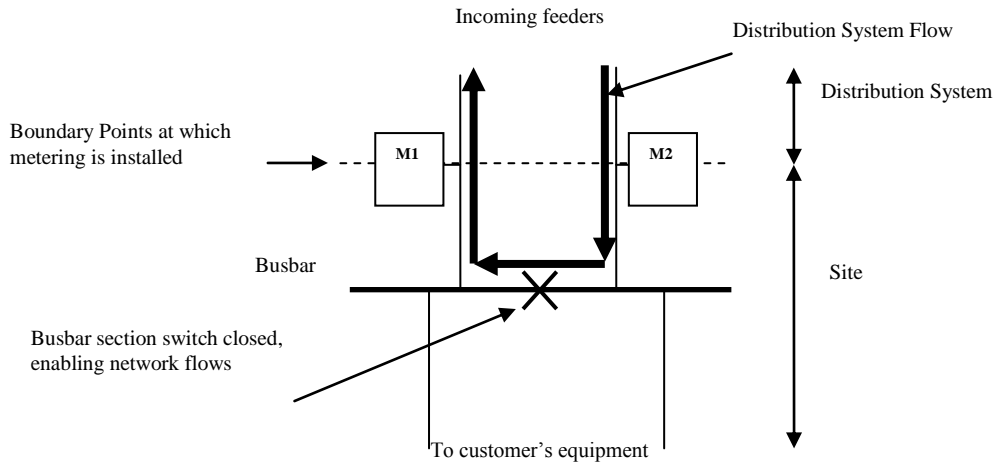 Incoming feeders
Distribution System Flow
Distribution System
Boundary Points at which
metering is installed
M1
M2
Busbar
Site
Busbar section switch closed,
enabling network flows
To customer’s equipment